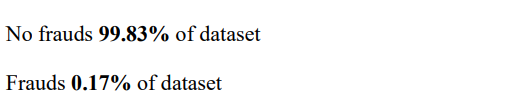 No frauds 99.83% of dataset
Frauds 0.17% of dataset